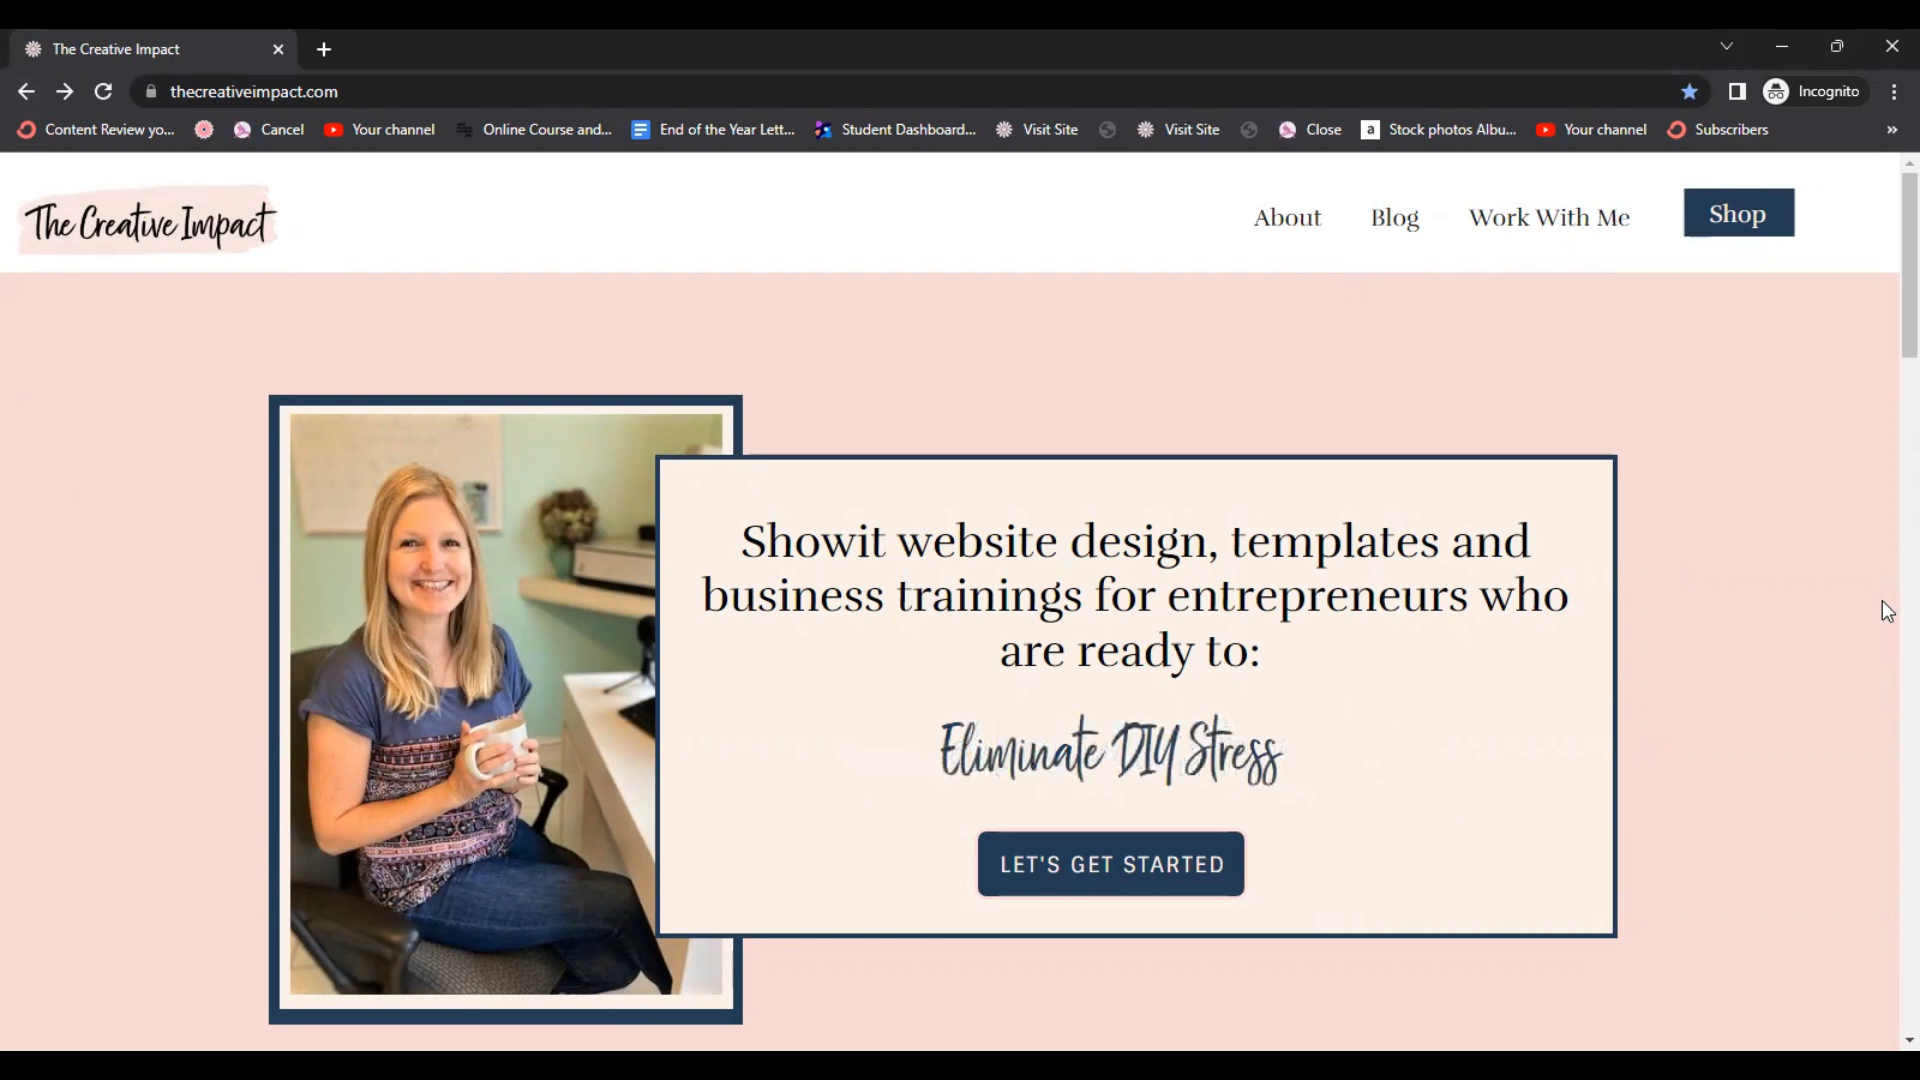 The Creative Impact
thecreativeimpact.com
Incognito
Content Review yo...
Cancel
Your channel
Online Course and...
End of the Year Lett...
Student Dashboard...
Visit Site
Visit Site
Close
a
Stock photos Albu...
Your channel
Subscribers
»
The Creative Impact
About
Blog
Work With Me
Shop
Showit website design, templates and
business trainings for entrepreneurs who
are ready to:
Eliminate DIY Stress
LET'S GET STARTED